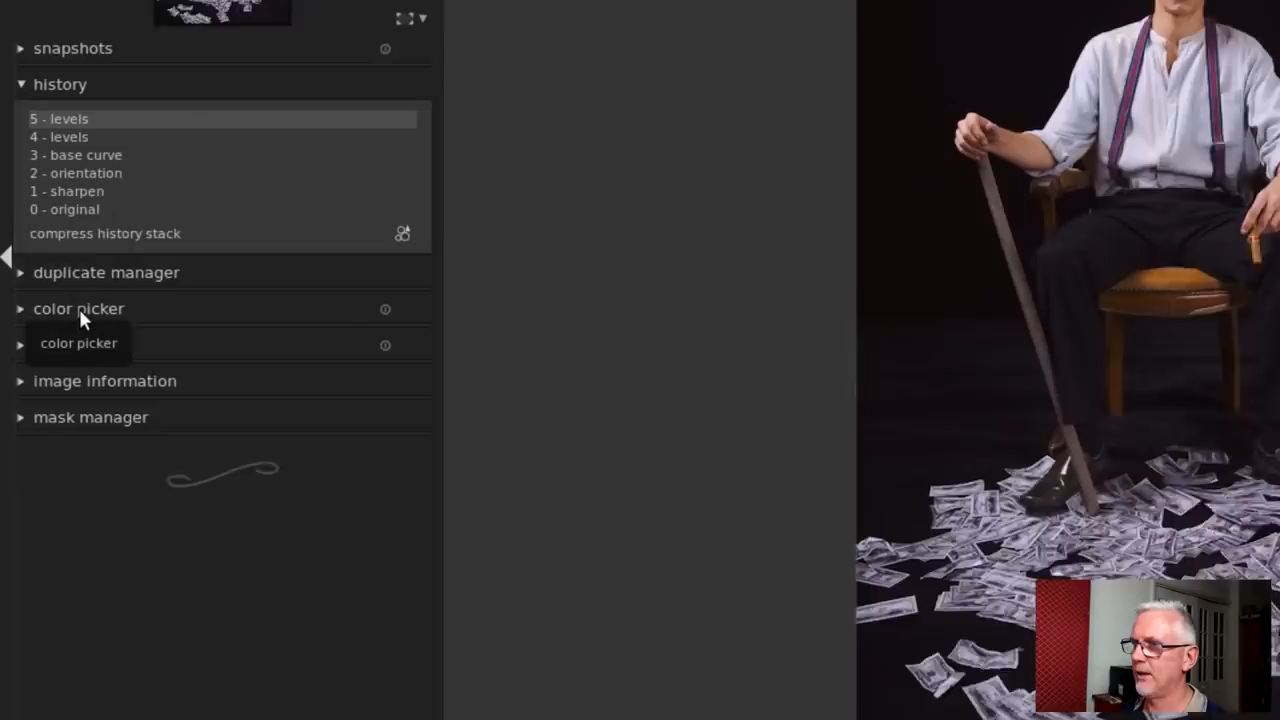 snapshots
history
5 - levels
4 - levels
3 - base curve
2 - orientation
1 - sharpen
0 - original
compress history stack
duplicate manager
color picker
color picker
image information
mask manager